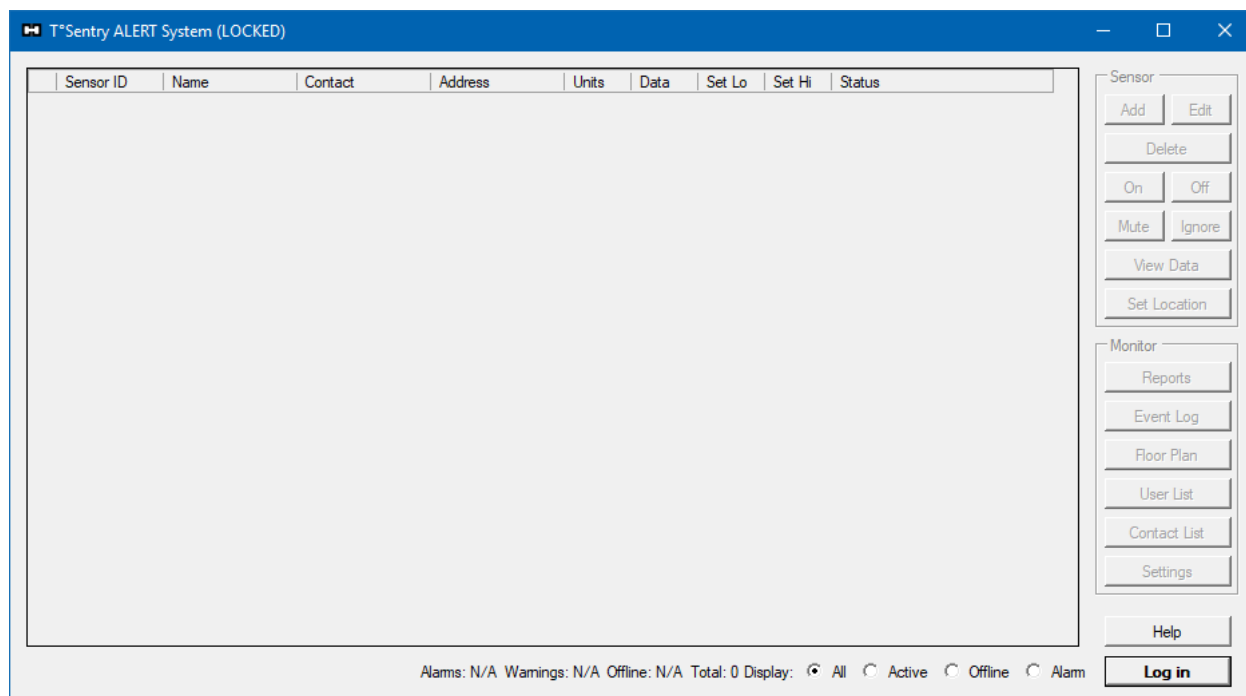 T°Sentry ALERT System (LOCKED)
Sensor ID Name Contact Address Units Data Set Lo Set Hi Status
Sensor
Add Edit
Delete
On Off
Mute Ignore
View Data
Set Location
Monitor
Reports
Event Log
Floor Plan
User List
Contact List
Settings
Help
Alarms: N/A Warnings: N/A Offline: N/A Total: 0 Display: All Active Offline Alarm
Log in